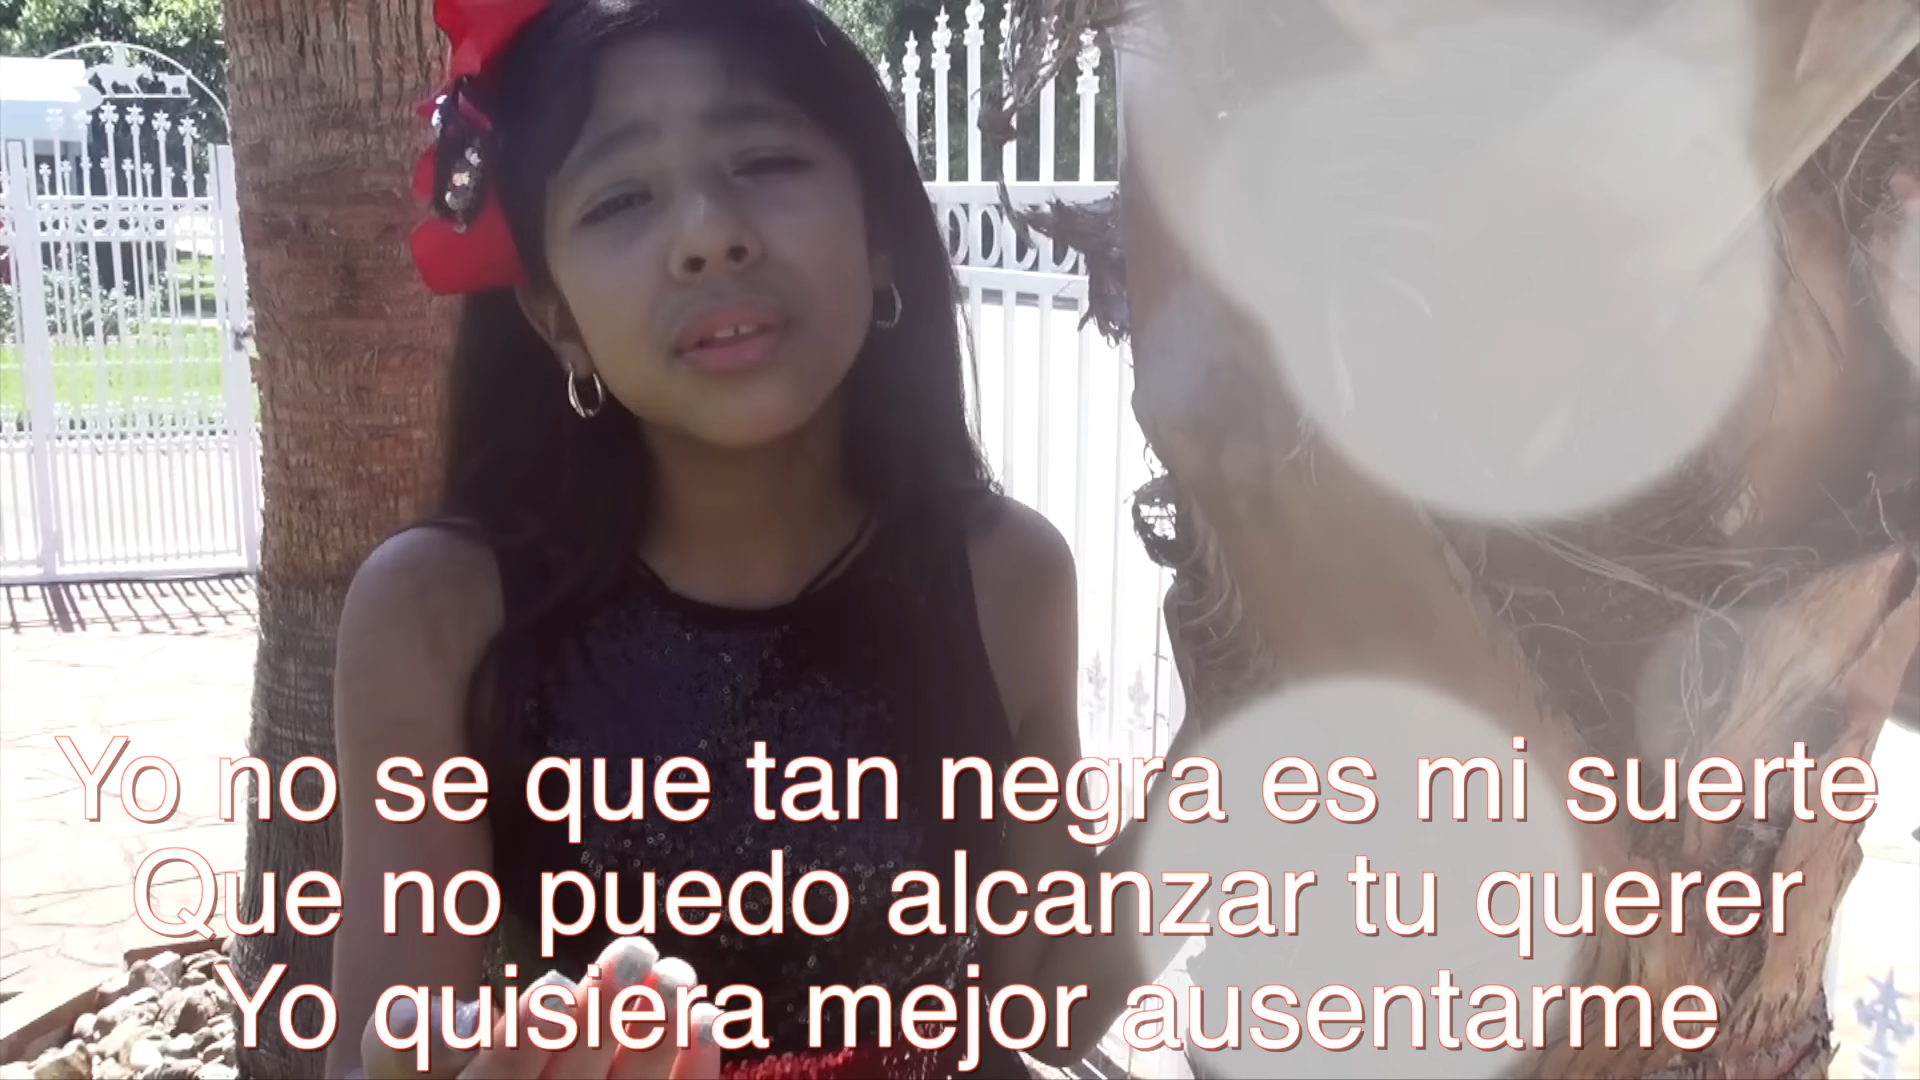 Yo no se que tan negra es mi suerte
Que no puedo alcanzar tu querer
Yo quisiera mejor ausentarme